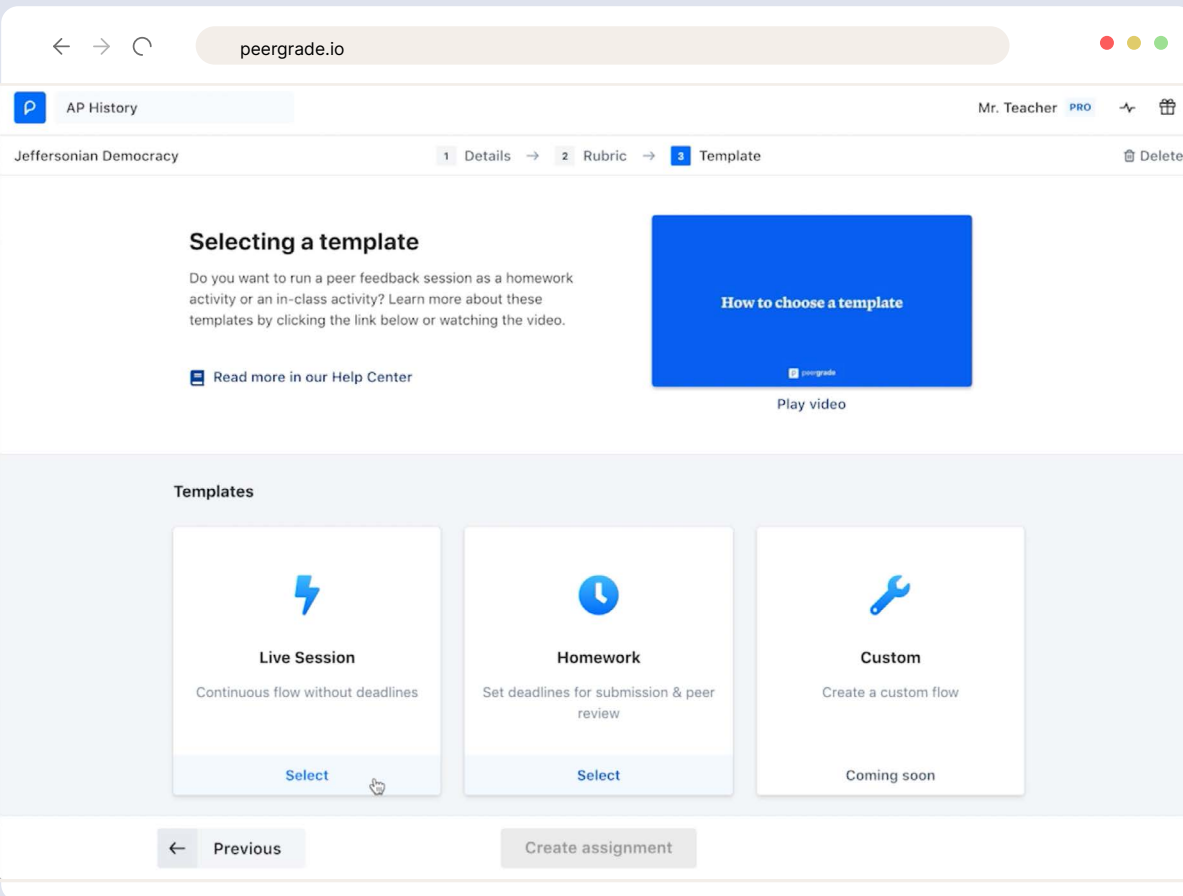 peergrade.io
AP History
Mr. Teacher PRO
Jeffersonian Democracy
1 Details → 2 Rubric → 3 Template
Delete
Selecting a template
Do you want to run a peer feedback session as a homework
activity or an in-class activity? Learn more about these
templates by clicking the link below or watching the video.
Read more in our Help Center
How to choose a template
peergrade
Play video
Templates
Live Session
Continuous flow without deadlines
Select
Homework
Set deadlines for submission & peer
review
Select
Custom
Create a custom flow
Coming soon
Previous
Create assignment